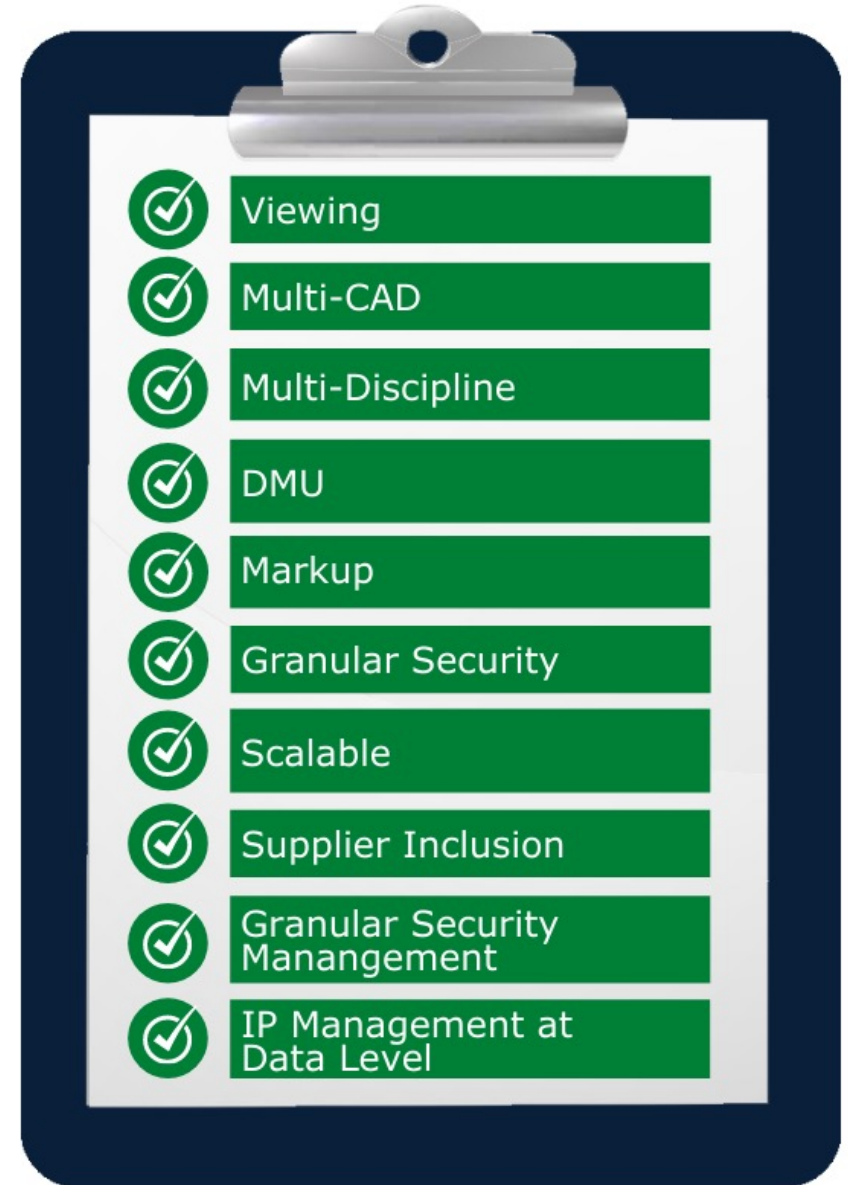 Viewing
Multi-CAD
Multi-Discipline
DMU
Markup
Granular Security
Scalable
Supplier Inclusion
Granular Security
Manangement
IP Management at
Data Level